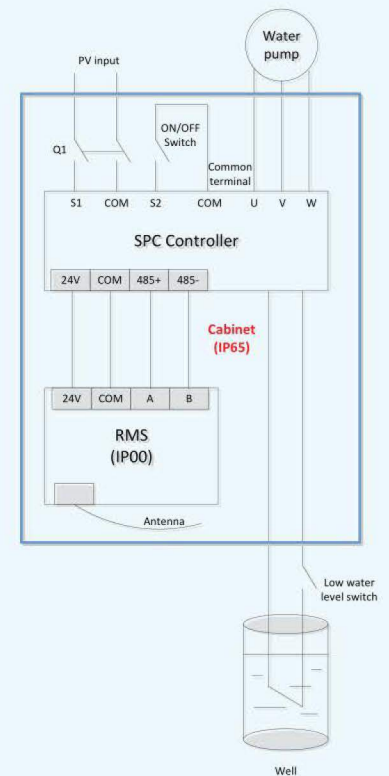 Water
pump
PV input
ON/OFF
Switch
Q1
Common
terminal
S1 COM S2 COM U V W
SPC Controller
24V COM 485+ 485-
Cabinet
(IP65)
24V COM A B
RMS
(IP00)
Antenna
Low water
level switch
Well